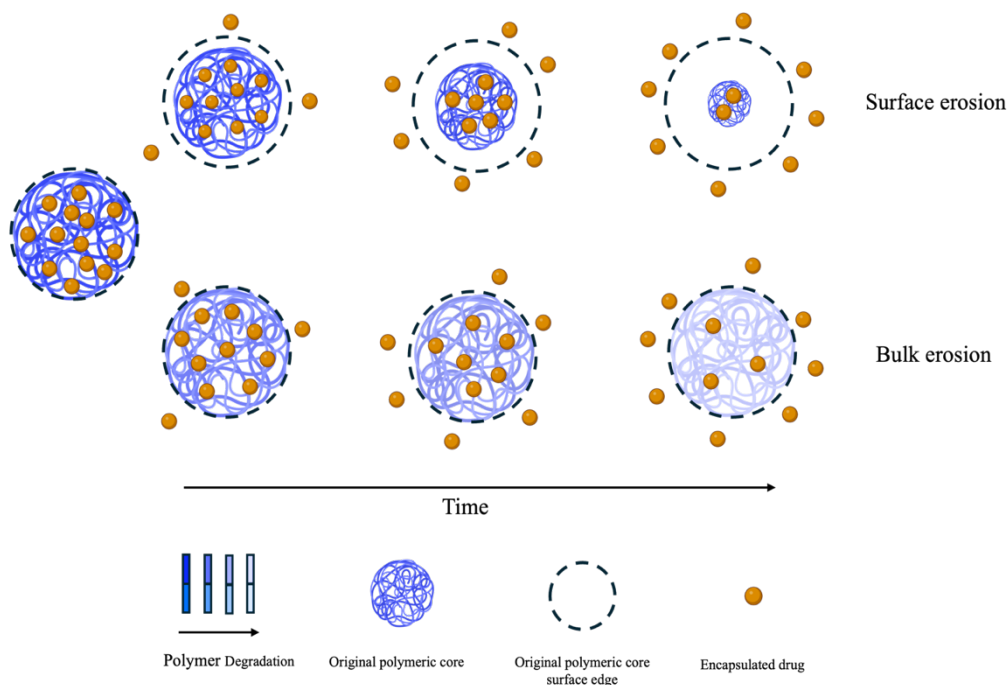 Surface erosion
Bulk erosion
Time
Polymer Degradation
Original polymeric core
Original polymeric core
surface edge
Encapsulated drug